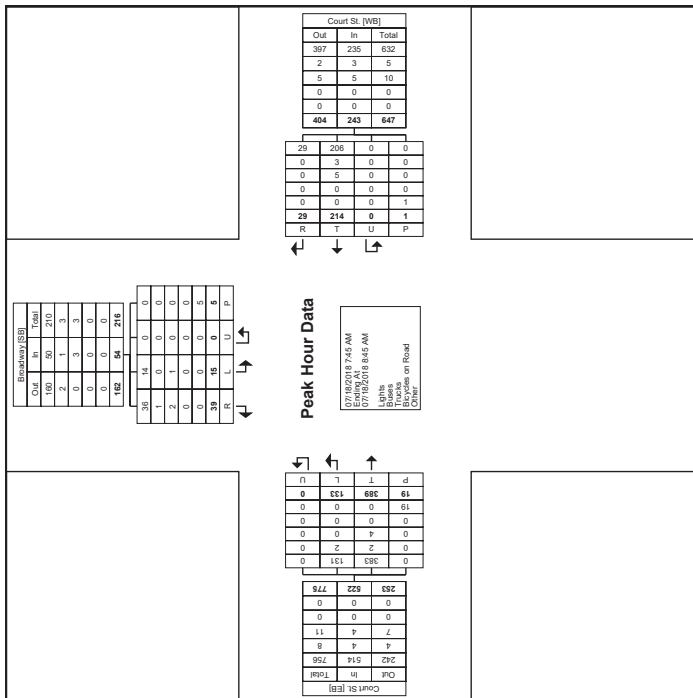 Court St. [WB]
Out In Total
397 235 632
2 3 5
5 5 10
0 0 0
0 0 0
404 243 647
29 206 0 0
0 3 0 0
0 5 0 0
0 0 0 0
0 0 0 1
29 214 0 1
R T U P
Broadway [SB]
Out In Total
160 50 210
2 1 3
0 3 3
0 0 0
0 0 0
162 54 216
36 14 0 0
1 0 0 0
2 1 0 0
0 0 0 0
0 0 0 5
39 15 0 5
R L U P
Peak Hour Data
07/18/2018 7:45 AM
Ending At
07/18/2018 8:45 AM
Lights
Buses
Trucks
Bicycles on Road
Other
Court St. [EB]
Out In Total
242 514 756
4 4 8
7 4 11
0 0 0
0 0 0
253 522 775
0 383 131 0
0 2 2 0
0 4 0 0
0 0 0 0
19 0 0 0
19 389 133 0
P T L U